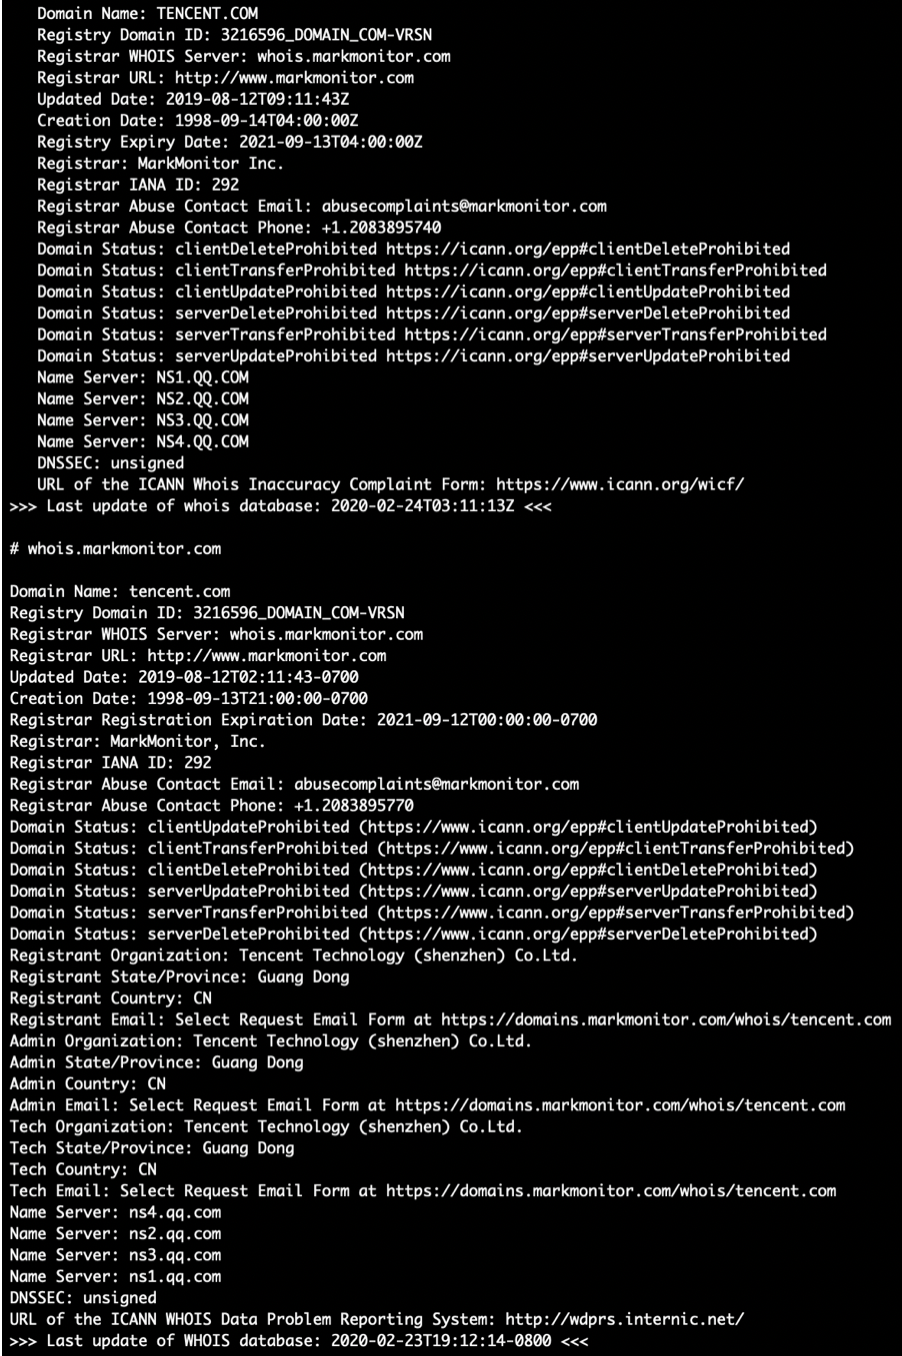 Domain Name: TENCENT.COM
Registry Domain ID: 3216596_DOMAIN_COM-VRSN
Registrar WHOIS Server: whois.markmonitor.com
Registrar URL: http://www.markmonitor.com
Updated Date: 2019-08-12T09:11:43Z
Creation Date: 1998-09-14T04:00:00Z
Registry Expiry Date: 2021-09-13T04:00:00Z
Registrar: MarkMonitor Inc.
Registrar IANA ID: 292
Registrar Abuse Contact Email: abusecomplaints@markmonitor.com
Registrar Abuse Contact Phone: +1.2083895740
Domain Status: clientDeleteProhibited https://icann.org/epp#clientDeleteProhibited
Domain Status: clientTransferProhibited https://icann.org/epp#clientTransferProhibited
Domain Status: clientUpdateProhibited https://icann.org/epp#clientUpdateProhibited
Domain Status: serverDeleteProhibited https://icann.org/epp#serverDeleteProhibited
Domain Status: serverTransferProhibited https://icann.org/epp#serverTransferProhibited
Domain Status: serverUpdateProhibited https://icann.org/epp#serverUpdateProhibited
Name Server: NS1.QQ.COM
Name Server: NS2.QQ.COM
Name Server: NS3.QQ.COM
Name Server: NS4.QQ.COM
DNSSEC: unsigned
URL of the ICANN Whois Inaccuracy Complaint Form: https://www.icann.org/wicf/
>>> Last update of whois database: 2020-02-24T03:11:13Z <<<
# whois.markmonitor.com
Domain Name: tencent.com
Registry Domain ID: 3216596_DOMAIN_COM-VRSN
Registrar WHOIS Server: whois.markmonitor.com
Registrar URL: http://www.markmonitor.com
Updated Date: 2019-08-12T02:11:43-0700
Creation Date: 1998-09-13T21:00:00-0700
Registrar Registration Expiration Date: 2021-09-12T00:00:00-0700
Registrar: MarkMonitor, Inc.
Registrar IANA ID: 292
Registrar Abuse Contact Email: abusecomplaints@markmonitor.com
Registrar Abuse Contact Phone: +1.2083895770
Domain Status: clientUpdateProhibited (https://www.icann.org/epp#clientUpdateProhibited)
Domain Status: clientTransferProhibited (https://www.icann.org/epp#clientTransferProhibited)
Domain Status: clientDeleteProhibited (https://www.icann.org/epp#clientDeleteProhibited)
Domain Status: serverUpdateProhibited (https://www.icann.org/epp#serverUpdateProhibited)
Domain Status: serverTransferProhibited (https://www.icann.org/epp#serverTransferProhibited)
Domain Status: serverDeleteProhibited (https://www.icann.org/epp#serverDeleteProhibited)
Registrant Organization: Tencent Technology (shenzhen) Co.Ltd.
Registrant State/Province: Guang Dong
Registrant Country: CN
Registrant Email: Select Request Email Form at https://domains.markmonitor.com/whois/tencent.com
Admin Organization: Tencent Technology (shenzhen) Co.Ltd.
Admin State/Province: Guang Dong
Admin Country: CN
Admin Email: Select Request Email Form at https://domains.markmonitor.com/whois/tencent.com
Tech Organization: Tencent Technology (shenzhen) Co.Ltd.
Tech State/Province: Guang Dong
Tech Country: CN
Tech Email: Select Request Email Form at https://domains.markmonitor.com/whois/tencent.com
Name Server: ns4.qq.com
Name Server: ns2.qq.com
Name Server: ns3.qq.com
Name Server: ns1.qq.com
DNSSEC: unsigned
URL of the ICANN WHOIS Data Problem Reporting System: http://wdprs.internic.net/
>>> Last update of WHOIS database: 2020-02-23T19:12:14-0800 <<<